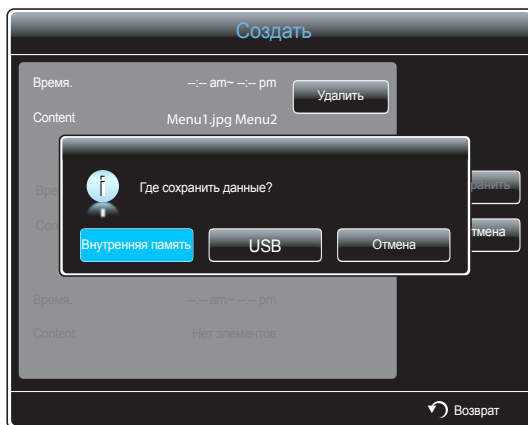 Создать
Время. --:-- am~ --:-- pm
Удалить
Content Menu1.jpg Menu2
Где сохранить данные?
Внутренняя память USB Отмена
Время. --:-- am~ --:-- pm
Content Нет элементов
Возврат